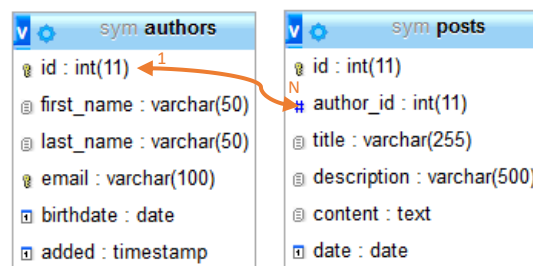 v sym authors
id : int(11)
first_name : varchar(50)
last_name : varchar(50)
email : varchar(100)
birthdate : date
added : timestamp
1
N
v sym posts
id : int(11)
# author_id : int(11)
title : varchar(255)
description : varchar(500)
content : text
date : date